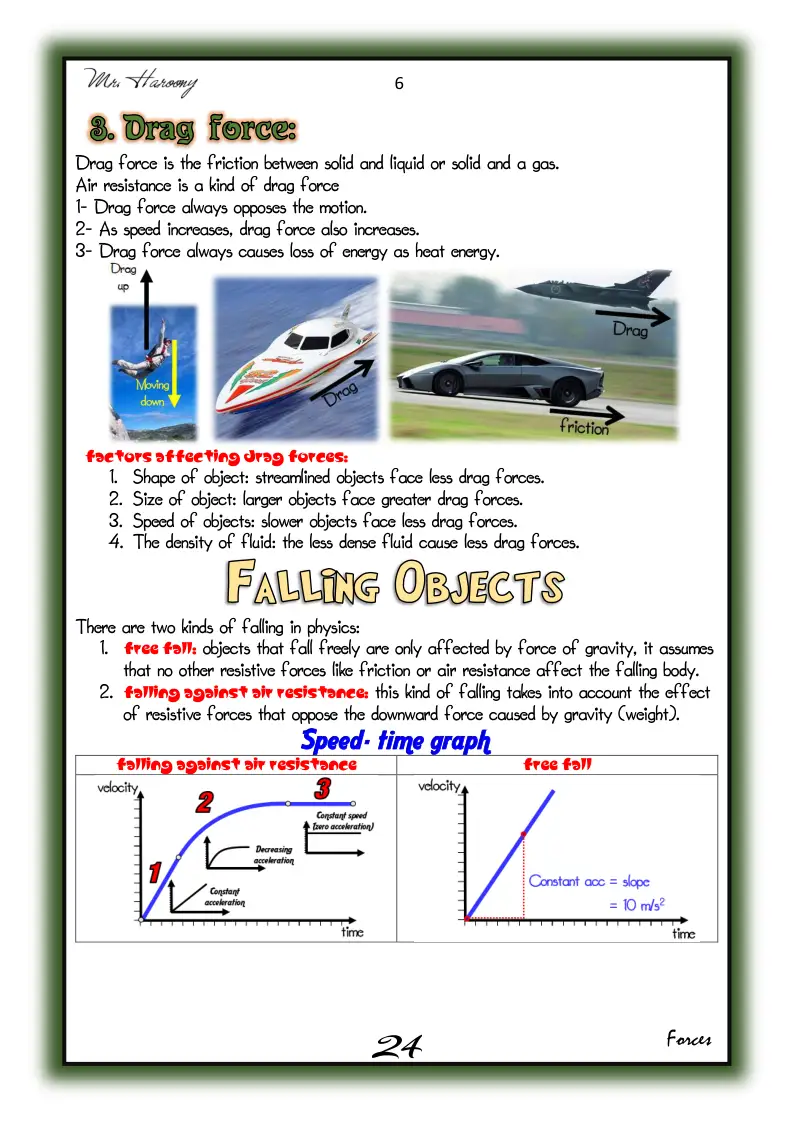 Mr. Haroony
6
3. Drag force:
Drag force is the friction between solid and liquid or solid and a gas.
Air resistance is a kind of drag force
1- Drag force always opposes the motion.
2- As speed increases, drag force also increases.
3- Drag force always causes loss of energy as heat energy.
Drag
up
Moving
down
Drag
Drag
friction
factors affecting drag forces:
1. Shape of object: streamlined objects face less drag forces.
2. Size of object: larger objects face greater drag forces.
3. Speed of objects: slower objects face less drag forces.
4. The density of fluid: the less dense fluid cause less drag forces.
FALLING OBJECTS
There are two kinds of falling in physics:
1. free fall: objects that fall freely are only affected by force of gravity, it assumes
that no other resistive forces like friction or air resistance affect the falling body.
2. falling against air resistance: this kind of falling takes into account the effect
of resistive forces that oppose the downward force caused by gravity (weight).
Speed- time graph
falling against air resistance
velocity
1
2
3
Constant speed
(zero acceleration)
Decreasing
acceleration
Constant
acceleration
time
free fall
velocity
Constant acc = slope
= 10 m/s²
time
24
Forces